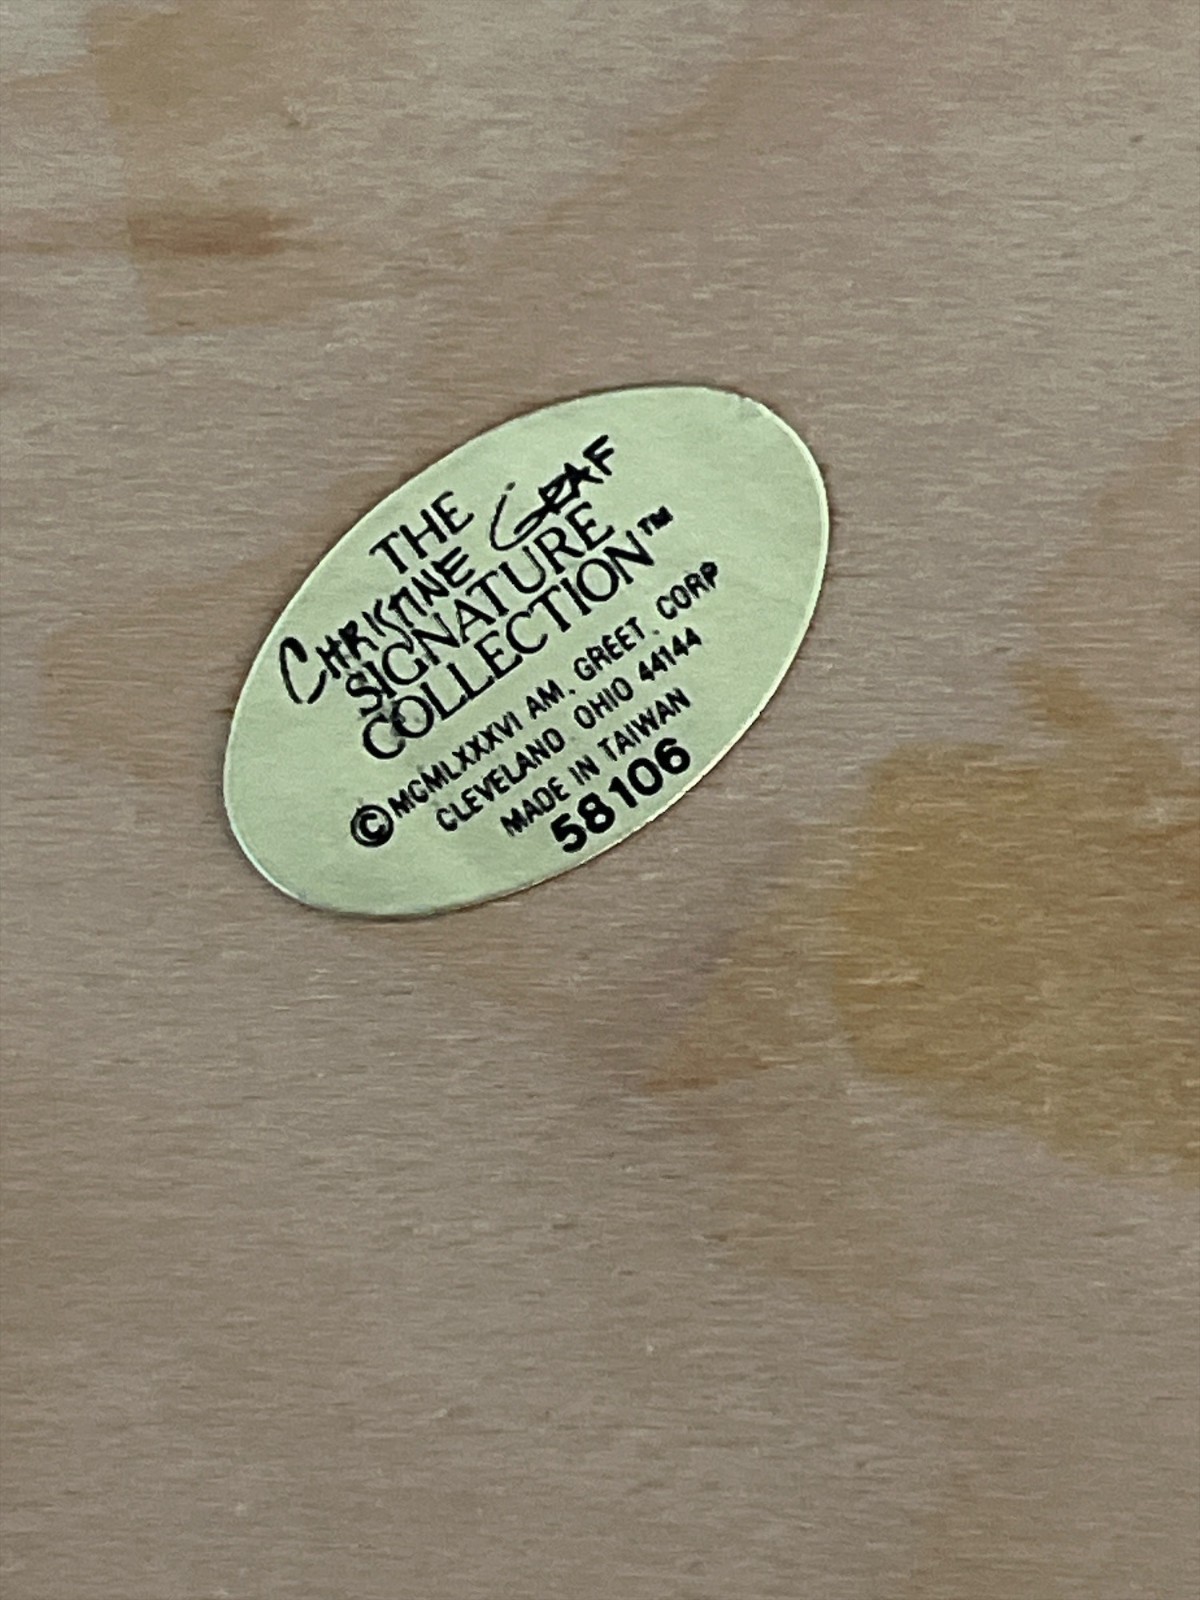 THE
CHRISTINE GRAF
SIGNATURE
COLLECTION™
©MCMLXXXVI AM. GREET. CORP
CLEVELAND OHIO 44144
MADE IN TAIWAN
58106